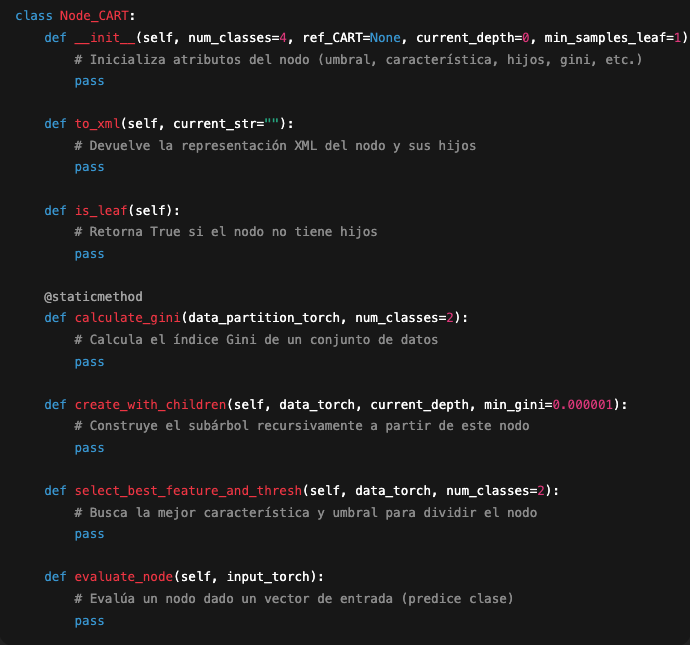 class Node_CART:
    def __init__(self, num_classes=4, ref_CART=None, current_depth=0, min_samples_leaf=1)
        # Inicializa atributos del nodo (umbral, característica, hijos, gini, etc.)
        pass

    def to_xml(self, current_str=""):
        # Devuelve la representación XML del nodo y sus hijos
        pass

    def is_leaf(self):
        # Retorna True si el nodo no tiene hijos
        pass

    @staticmethod
    def calculate_gini(data_partition_torch, num_classes=2):
        # Calcula el índice Gini de un conjunto de datos
        pass

    def create_with_children(self, data_torch, current_depth, min_gini=0.000001):
        # Construye el subárbol recursivamente a partir de este nodo
        pass

    def select_best_feature_and_thresh(self, data_torch, num_classes=2):
        # Busca la mejor característica y umbral para dividir el nodo
        pass

    def evaluate_node(self, input_torch):
        # Evalúa un nodo dado un vector de entrada (predice clase)
        pass